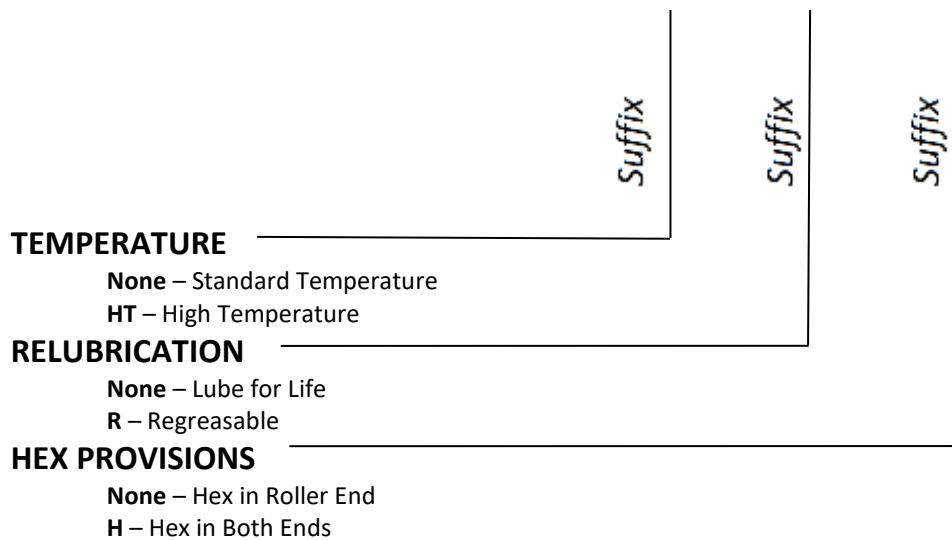 Suffix
Suffix
Suffix
TEMPERATURE
None – Standard Temperature
HT – High Temperature
RELUBRICATION
None – Lube for Life
R – Regreasable
HEX PROVISIONS
None – Hex in Roller End
H – Hex in Both Ends